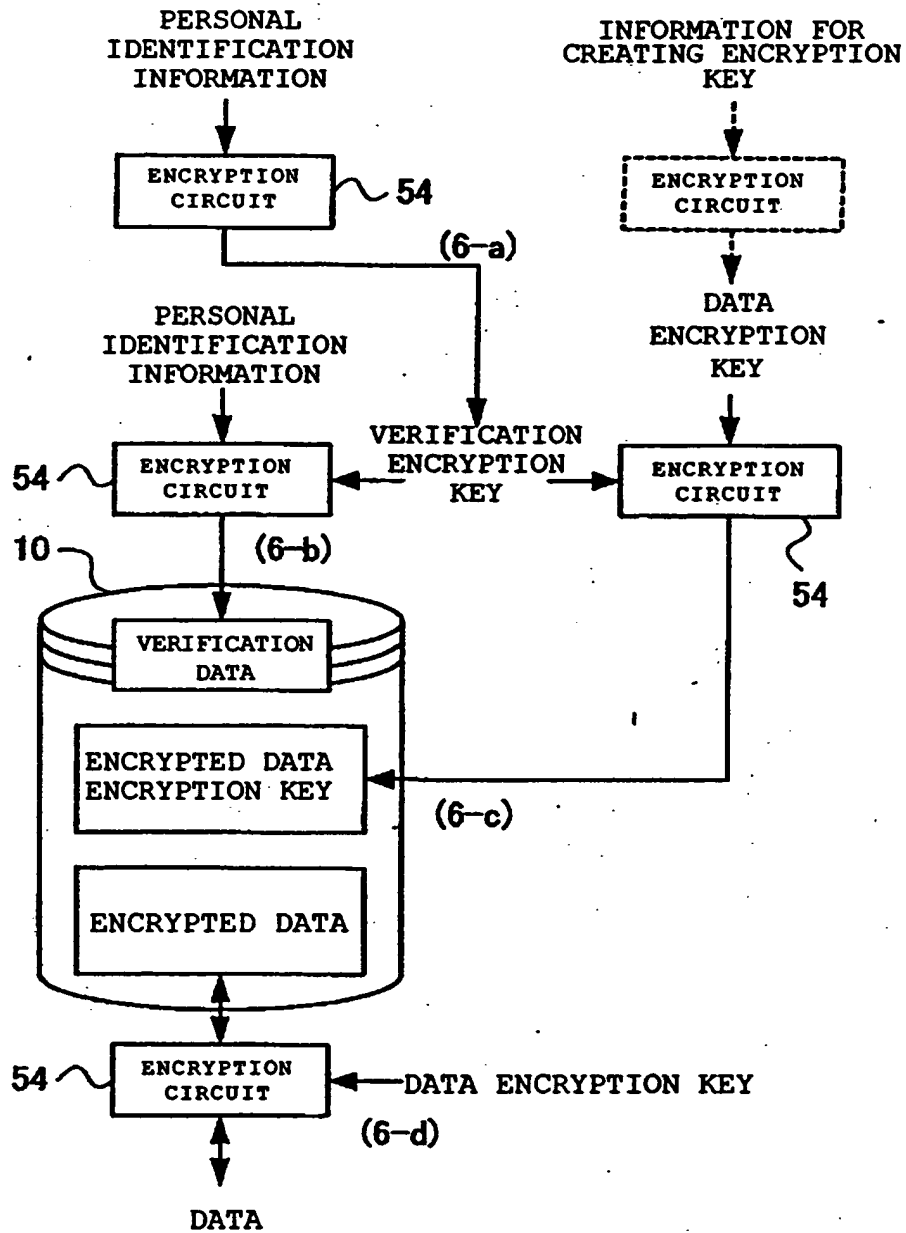 PERSONAL
IDENTIFICATION
INFORMATION
INFORMATION FOR
CREATING ENCRYPTION
KEY
ENCRYPTION
CIRCUIT
54
ENCRYPTION
CIRCUIT
(6-a)
PERSONAL
IDENTIFICATION
INFORMATION
DATA
ENCRYPTION
KEY
54
ENCRYPTION
CIRCUIT
VERIFICATION
ENCRYPTION
KEY
ENCRYPTION
CIRCUIT
54
10
(6-b)
VERIFICATION
DATA
ENCRYPTED DATA
ENCRYPTION KEY
(6-c)
ENCRYPTED DATA
54
ENCRYPTION
CIRCUIT
DATA ENCRYPTION KEY
(6-d)
DATA